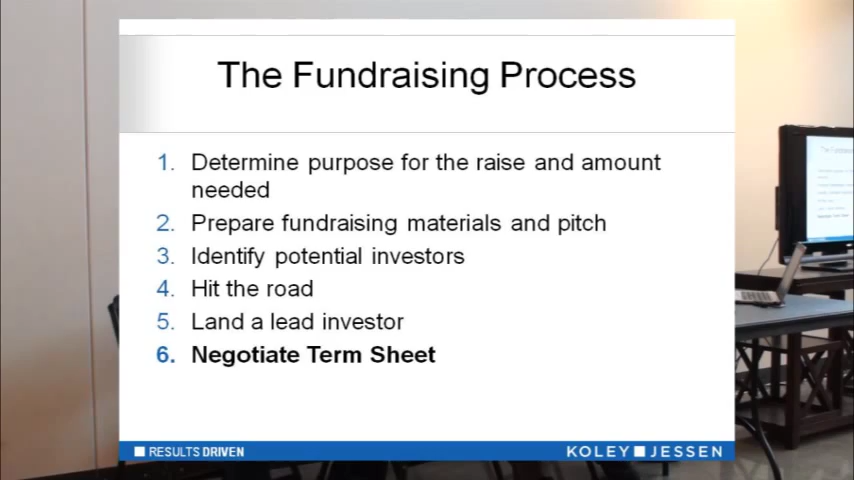 The Fundraising Process
1. Determine purpose for the raise and amount
needed
2. Prepare fundraising materials and pitch
3. Identify potential investors
4. Hit the road
5. Land a lead investor
6. Negotiate Term Sheet
RESULTS DRIVEN
KOLEY JESSEN
The Fundraising